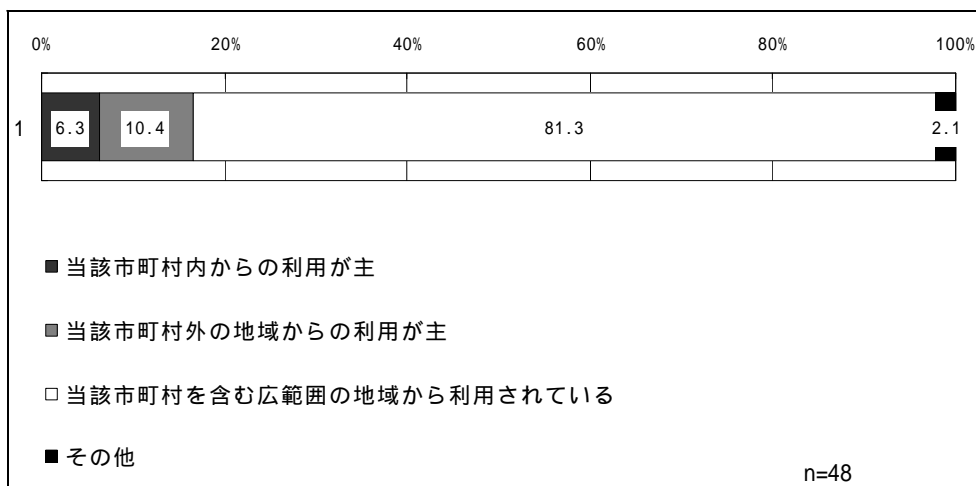 0% 20% 40% 60% 80% 100%
1 6.3 10.4 81.3 2.1
■当該市町村内からの利用が主
■当該市町村外の地域からの利用が主
□当該市町村を含む広範囲の地域から利用されている
■その他
n=48